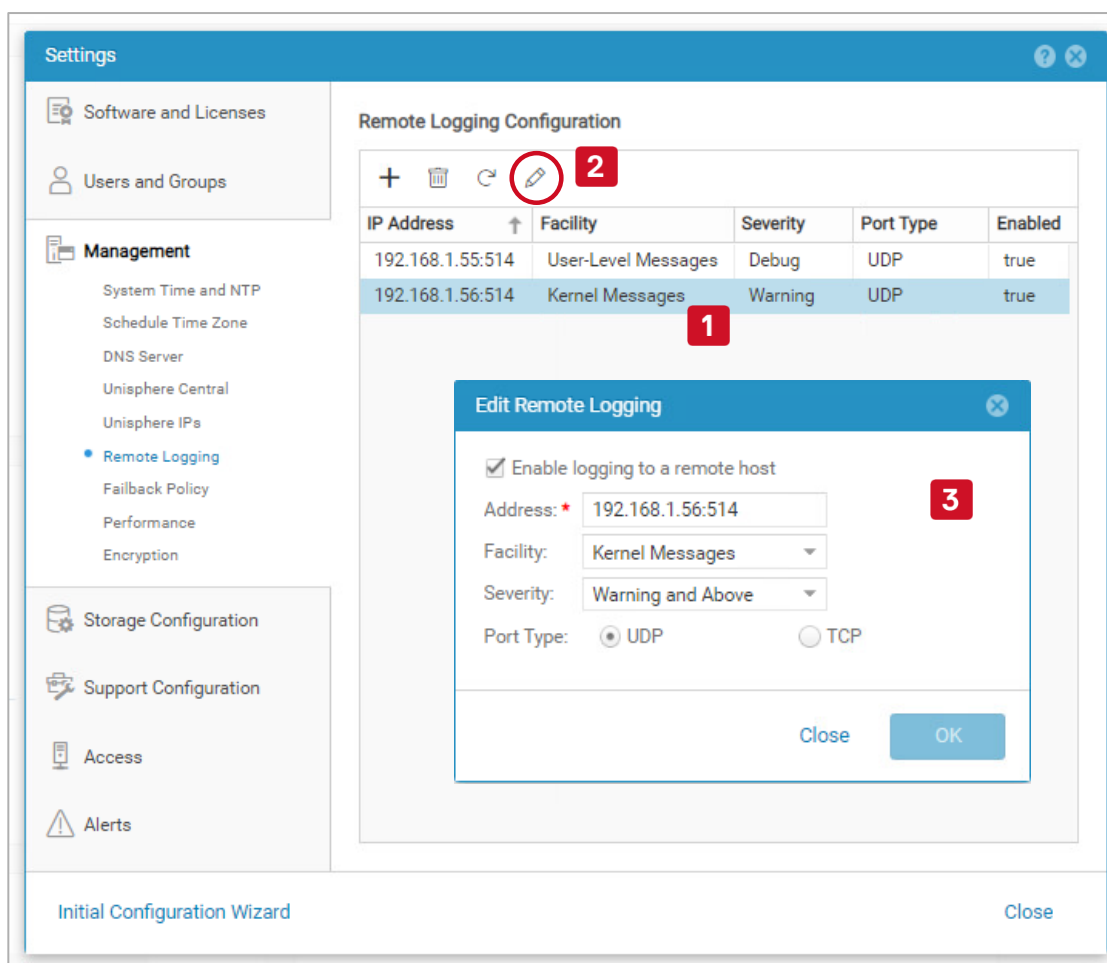 Settings
Software and Licenses
Users and Groups
Management
System Time and NTP
Schedule Time Zone
DNS Server
Unisphere Central
Unisphere IPs
Remote Logging
Failback Policy
Performance
Encryption
Storage Configuration
Support Configuration
Access
Alerts
Remote Logging Configuration
2
IP Address Facility Severity Port Type Enabled
192.168.1.55:514 User-Level Messages Debug UDP true
192.168.1.56:514 Kernel Messages Warning UDP true
1
Edit Remote Logging
Enable logging to a remote host
3
Address: * 192.168.1.56:514
Facility: Kernel Messages
Severity: Warning and Above
Port Type: UDP TCP
Close OK
Initial Configuration Wizard Close